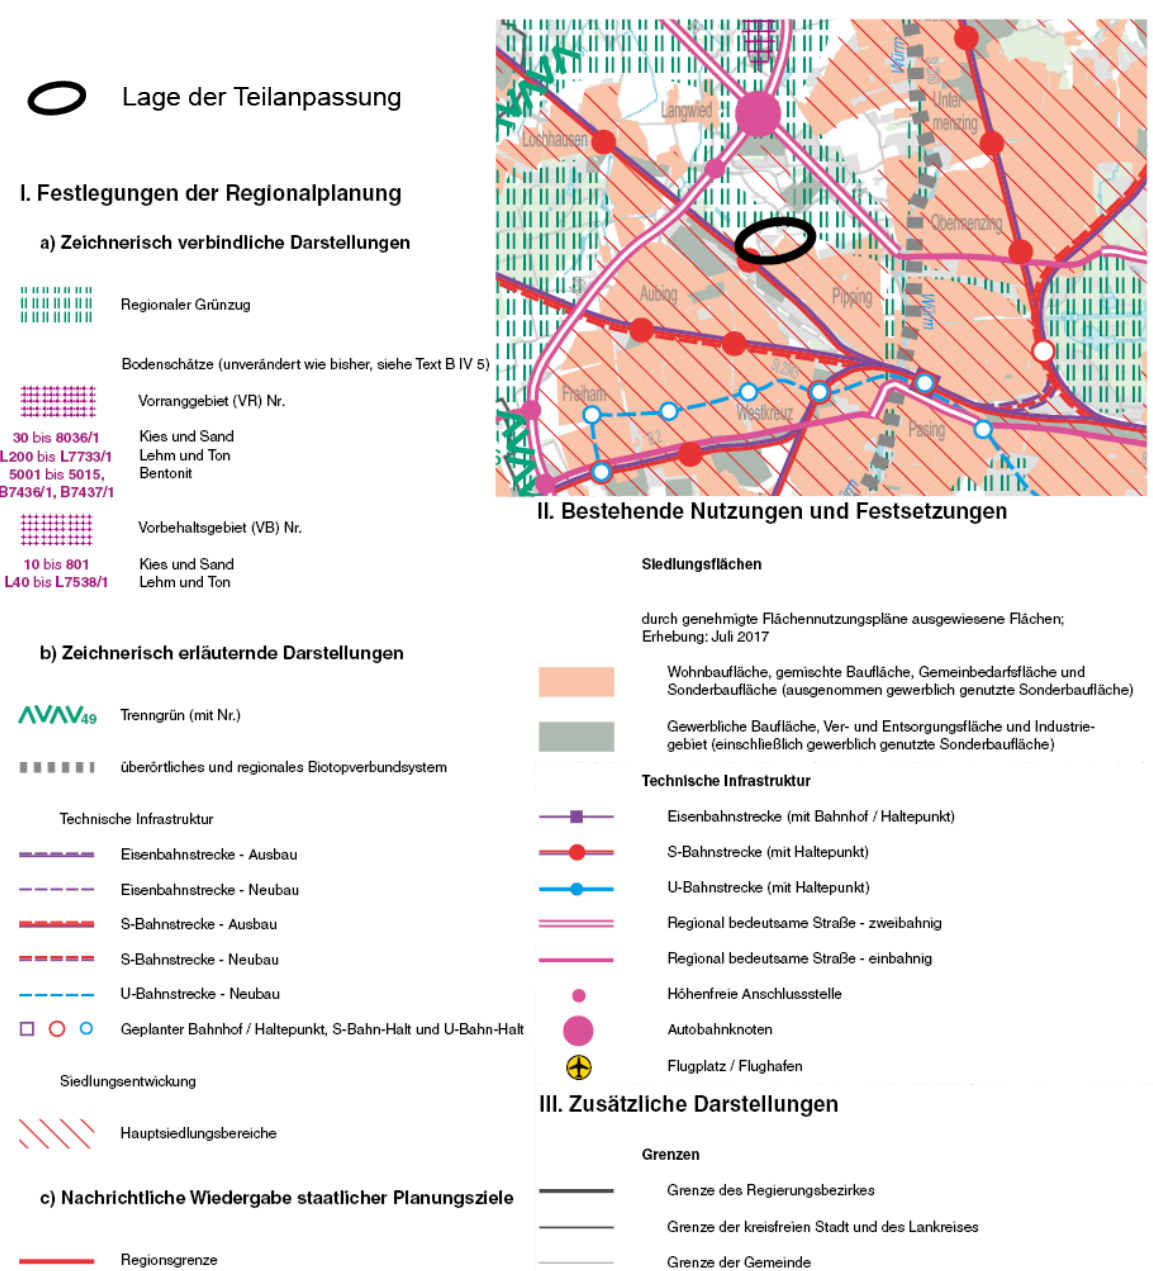 Lage der Teilanpassung
I. Festlegungen der Regionalplanung
a) Zeichnerisch verbindliche Darstellungen
Regionaler Grünzug
Bodenschätze (unverändert wie bisher, siehe Text B IV 5)
Vorranggebiet (VR) Nr.
30 bis 8036/1 Kies und Sand
L200 bis L7733/1 Lehm und Ton
5001 bis 5015, Bentonit
B7436/1, B7437/1
Vorbehaltsgebiet (VB) Nr.
10 bis 801 Kies und Sand
L40 bis L7538/1 Lehm und Ton
b) Zeichnerisch erläuternde Darstellungen
49 Trenngrün (mit Nr.)
überörtliches und regionales Biotopverbundsystem
Technische Infrastruktur
Eisenbahnstrecke - Ausbau
Eisenbahnstrecke - Neubau
S-Bahnstrecke - Ausbau
S-Bahnstrecke - Neubau
U-Bahnstrecke - Neubau
Geplanter Bahnhof / Haltepunkt, S-Bahn-Halt und U-Bahn-Halt
Siedlungsentwickung
Hauptsiedlungsbereiche
c) Nachrichtliche Wiedergabe staatlicher Planungsziele
Regionsgrenze
Würm
Langwied
Unter
menzing
Lochhausen
Obermenzing
Aubing
Pipping
Würm
Freiham
Westkreuz
Pasing
II. Bestehende Nutzungen und Festsetzungen
Siedlungsflächen
durch genehmigte Flächennutzungspläne ausgewiesene Flächen;
Erhebung: Juli 2017
Wohnbaufläche, gemischte Baufläche, Gemeinbedarfsfläche und
Sonderbaufläche (ausgenommen gewerblich genutzte Sonderbaufläche)
Gewerbliche Baufläche, Ver- und Entsorgungsfläche und Industrie-
gebiet (einschließlich gewerblich genutzte Sonderbaufläche)
Technische Infrastruktur
Eisenbahnstrecke (mit Bahnhof / Haltepunkt)
S-Bahnstrecke (mit Haltepunkt)
U-Bahnstrecke (mit Haltepunkt)
Regional bedeutsame Straße - zweibahnig
Regional bedeutsame Straße - einbahnig
Höhenfreie Anschlussstelle
Autobahnknoten
Flugplatz / Flughafen
III. Zusätzliche Darstellungen
Grenzen
Grenze des Regierungsbezirkes
Grenze der kreisfreien Stadt und des Lankreises
Grenze der Gemeinde